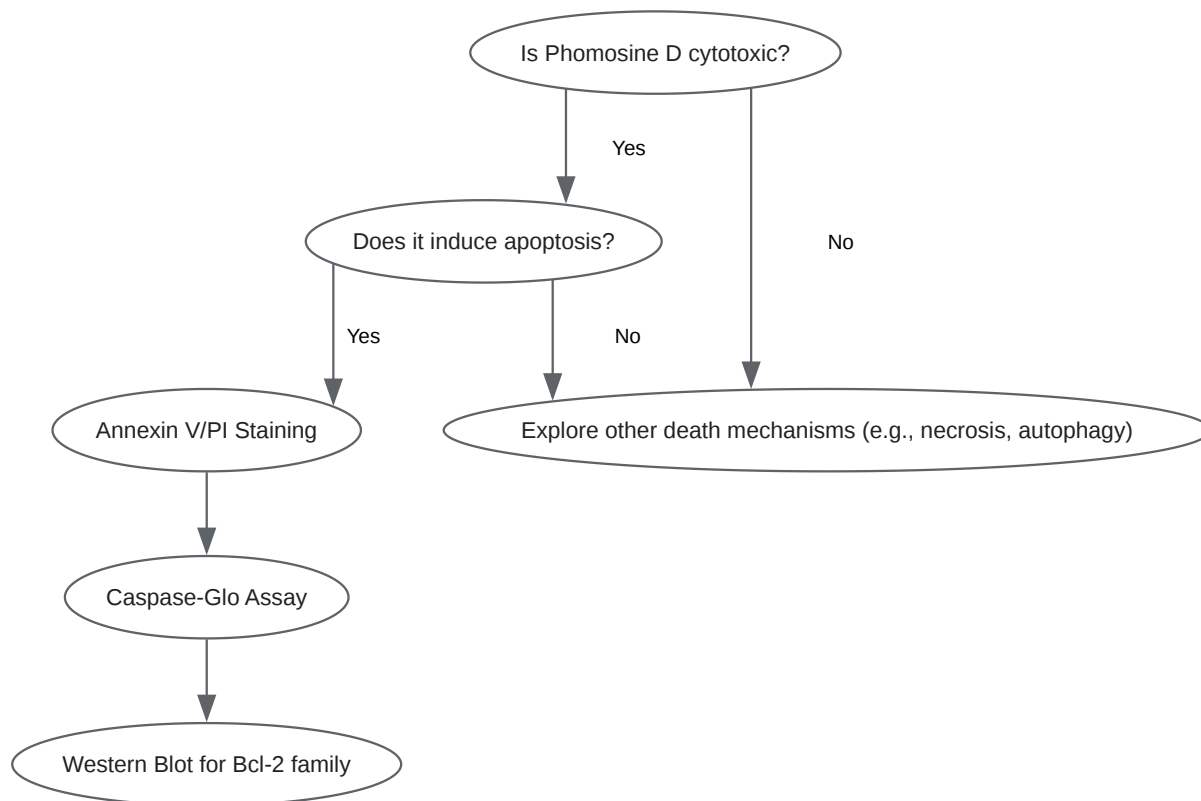 Is Phomosine D cytotoxic?
Yes
Does it induce apoptosis?
No
Yes
No
Annexin V/PI Staining
Explore other death mechanisms (e.g., necrosis, autophagy)
Caspase-Glo Assay
Western Blot for Bcl-2 family